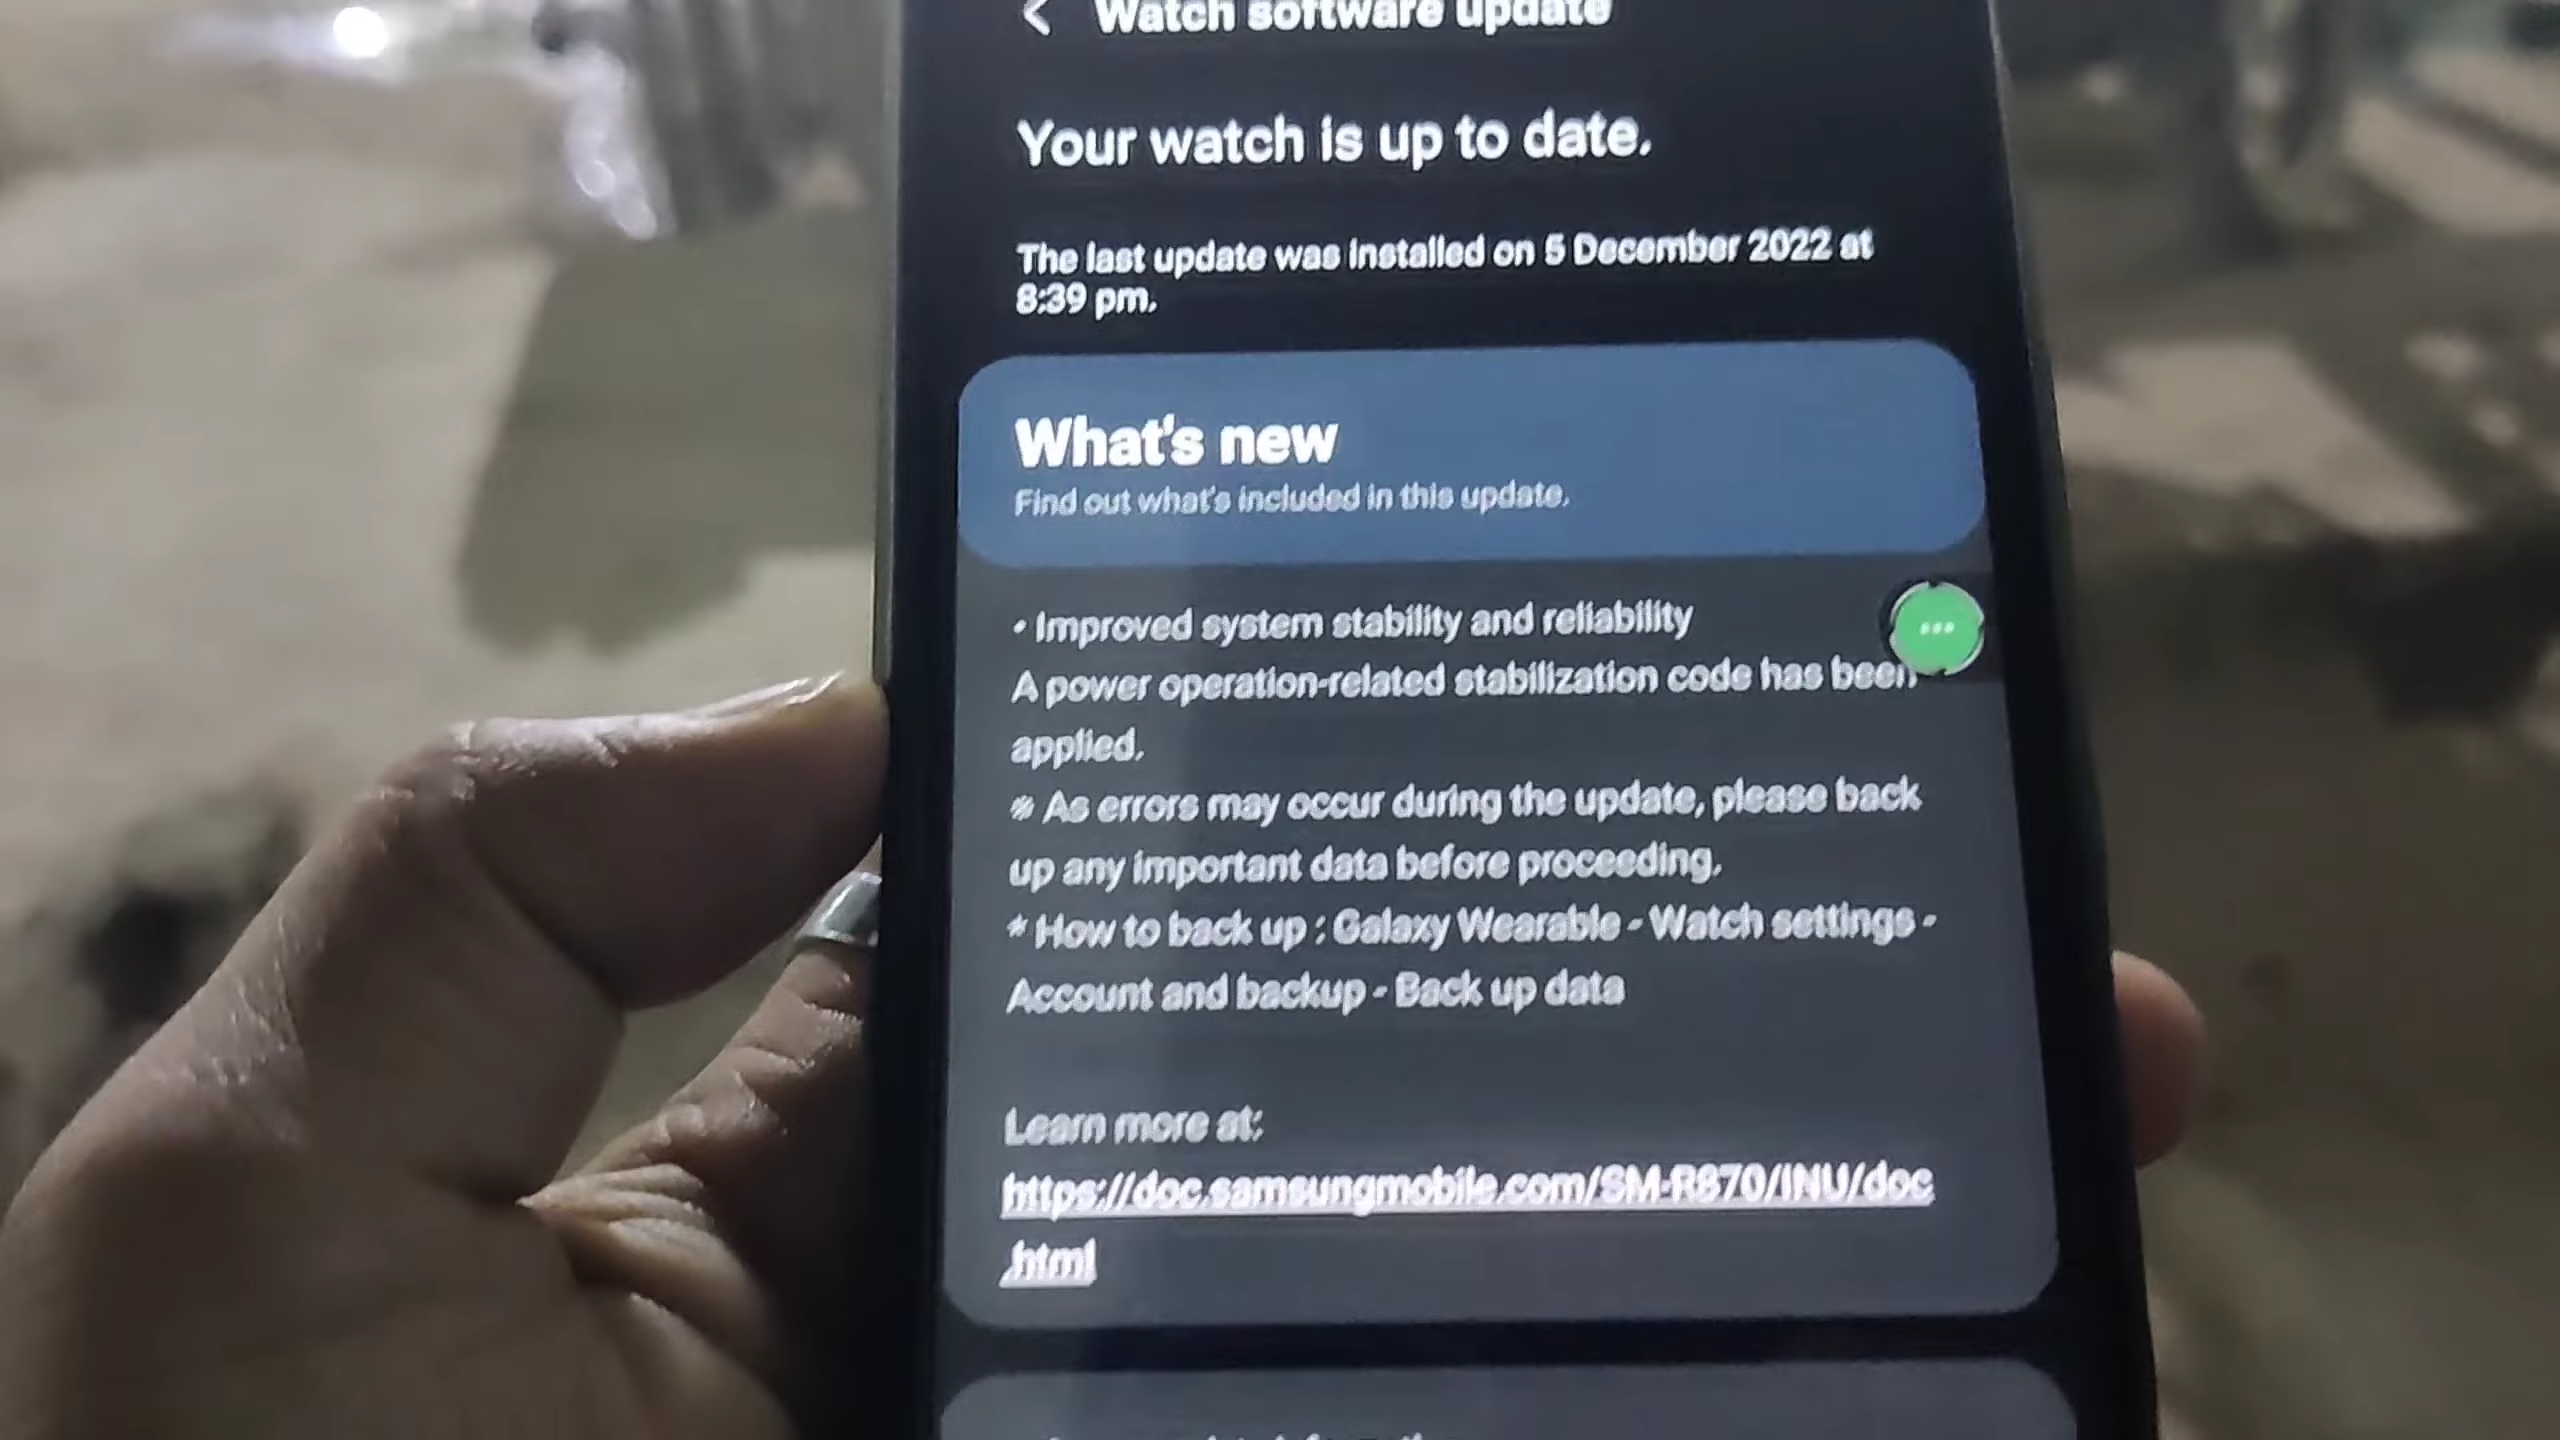 Watch software update
Your watch is up to date.
The last update was installed on 5 December 2022 at
8:39 pm.
What's new
Find out what's included in this update.
• Improved system stability and reliability
A power operation-related stabilization code has been
applied.
※ As errors may occur during the update, please back
up any important data before proceeding.
* How to back up : Galaxy Wearable - Watch settings -
Account and backup - Back up data
Learn more at:
https://doc.samsungmobile.com/SM-R870/INU/doc
.html